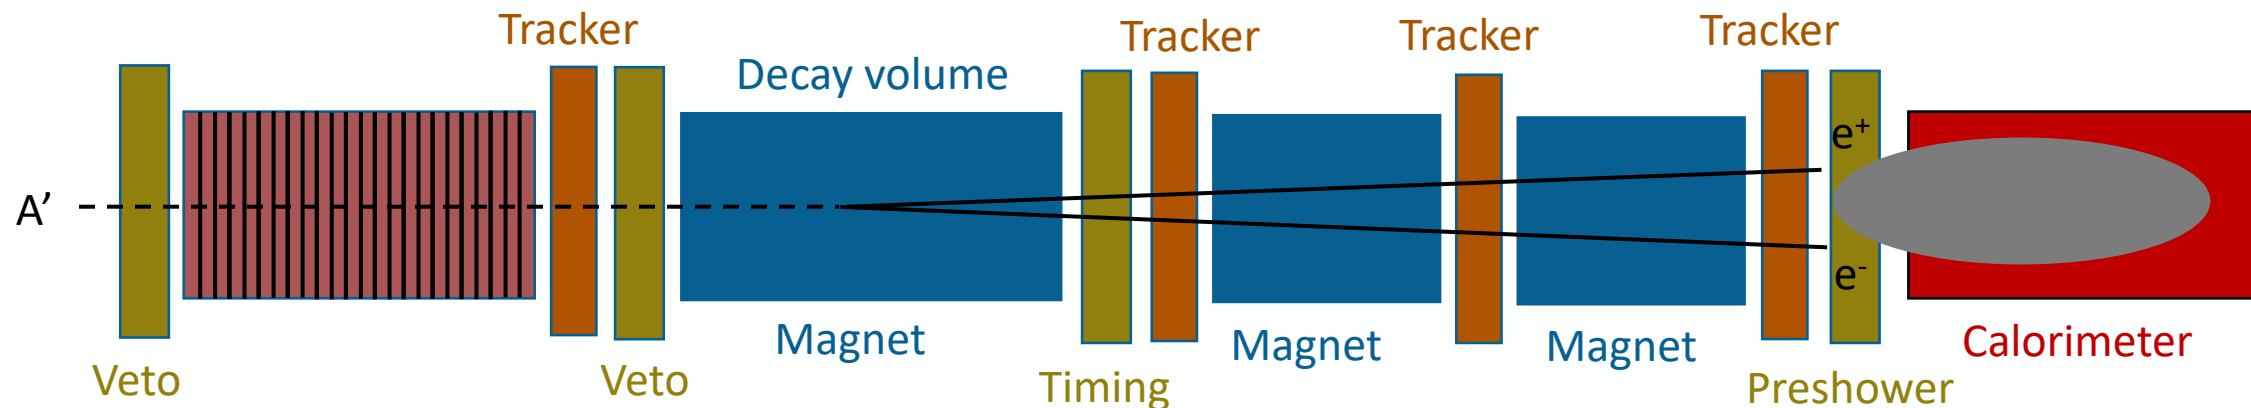 Tracker
Tracker
Tracker
Tracker
Decay volume
e⁺
A’
e⁻
Magnet
Magnet
Magnet
Calorimeter
Veto
Veto
Timing
Preshower